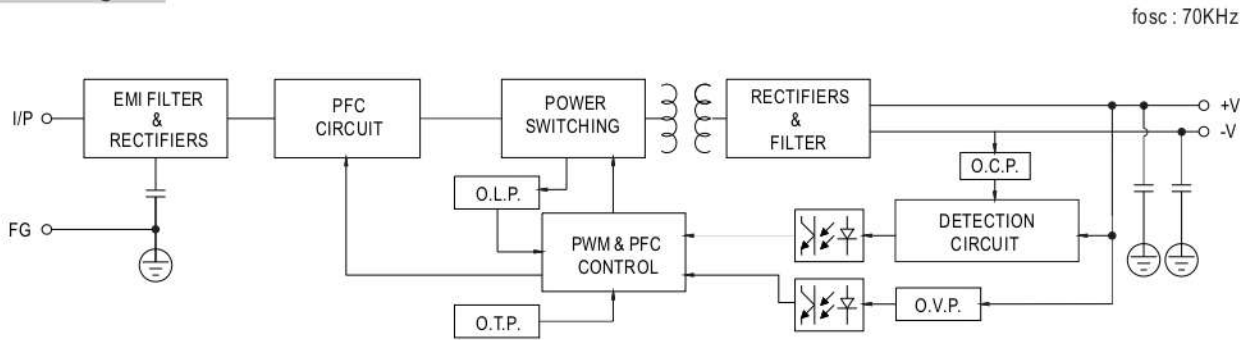 fosc : 70KHz
I/P
EMI FILTER
&
RECTIFIERS
PFC
CIRCUIT
POWER
SWITCHING
RECTIFIERS
&
FILTER
+V
-V
O.C.P.
O.L.P.
FG
PWM & PFC
CONTROL
DETECTION
CIRCUIT
O.T.P.
O.V.P.